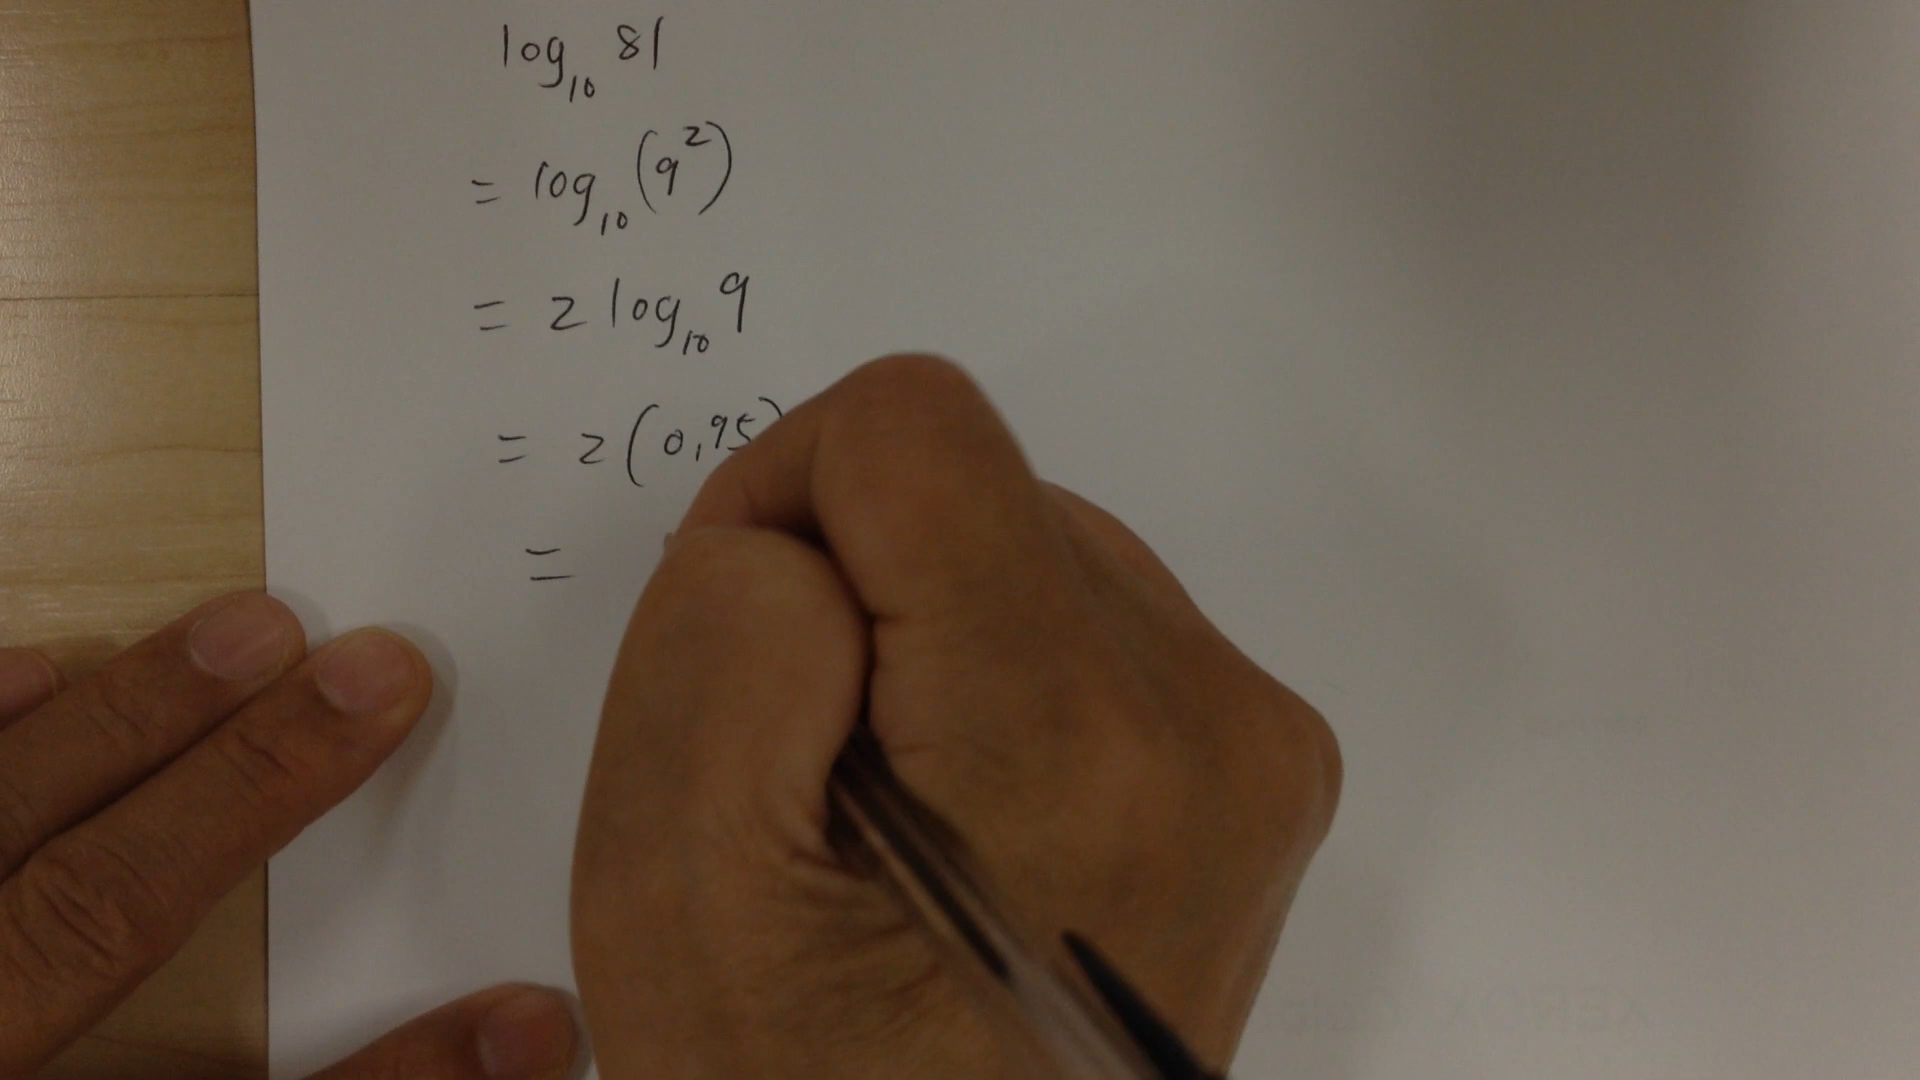 log₁₀ 81
= log₁₀ (9²)
= 2 log₁₀ 9
= 2 (0,95)
=